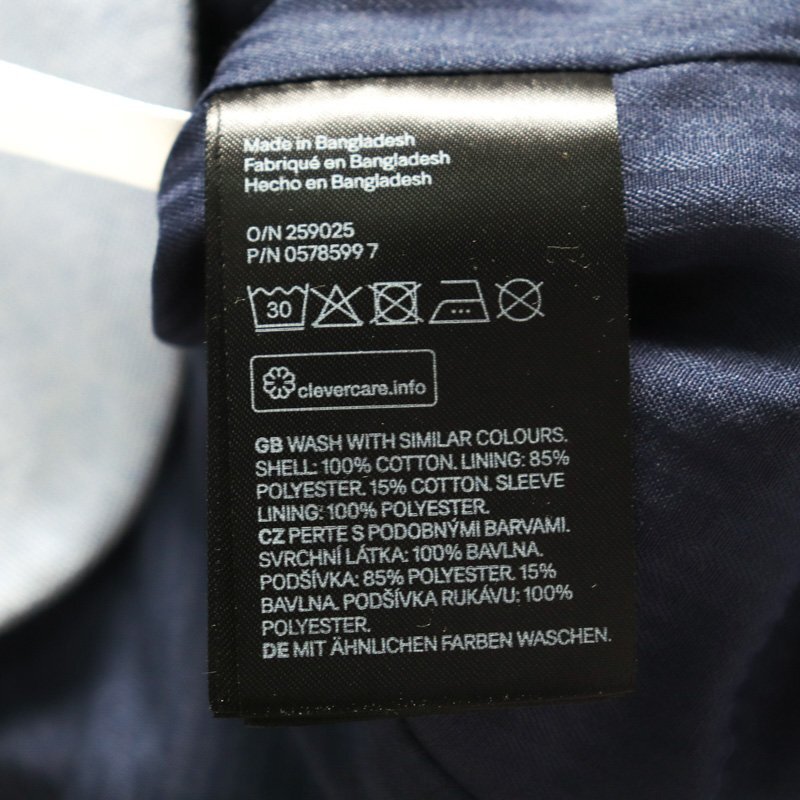 Made in Bangladesh
Fabriqué en Bangladesh
Hecho en Bangladesh
O/N 259025
P/N 0578599 7
30
clevercare.info
GB WASH WITH SIMILAR COLOURS.
SHELL: 100% COTTON. LINING: 85%
POLYESTER. 15% COTTON. SLEEVE
LINING: 100% POLYESTER.
CZ PERTE S PODOBNÝMI BARVAMI.
SVRCHNÍ LÁTKA: 100% BAVLNA.
PODŠÍVKA: 85% POLYESTER. 15%
BAVLNA. PODŠÍVKA RUKÁVU: 100%
POLYESTER.
DE MIT ÄHNLICHEN FARBEN WASCHEN.